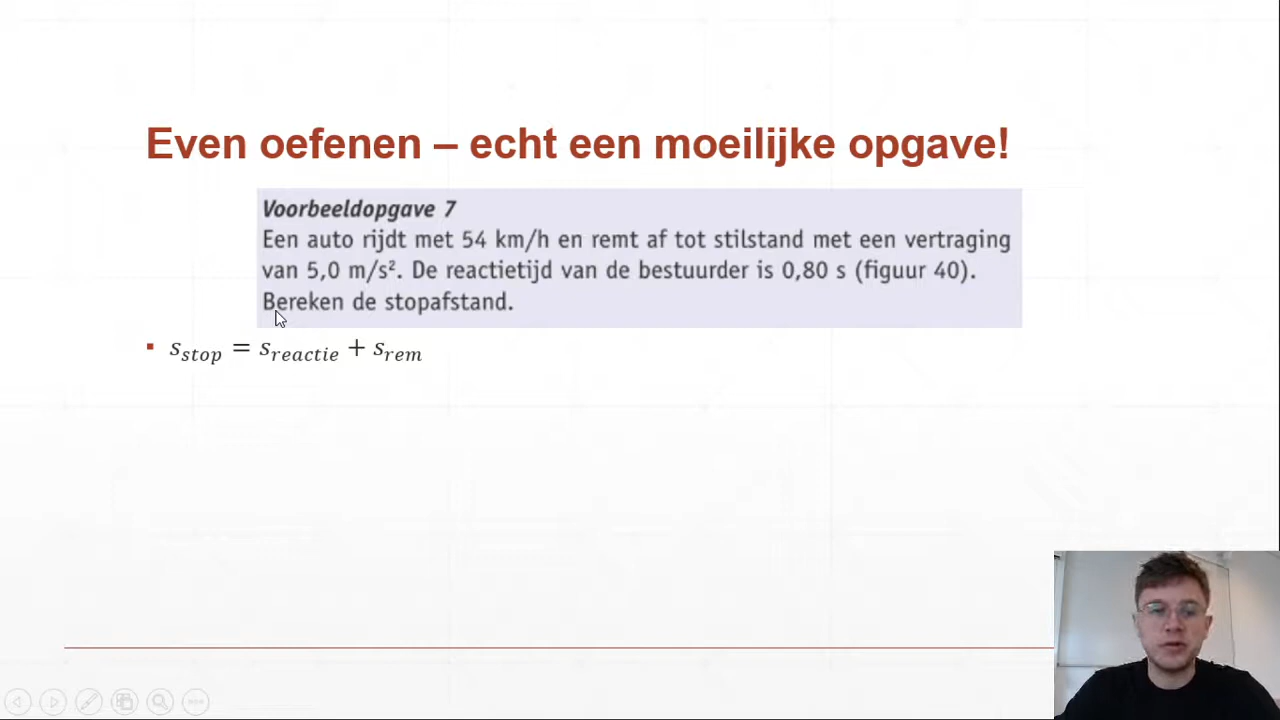 Even oefenen – echt een moeilijke opgave!
Voorbeeldopgave 7
Een auto rijdt met 54 km/h en remt af tot stilstand met een vertraging
van 5,0 m/s². De reactietijd van de bestuurder is 0,80 s (figuur 40).
Bereken de stopafstand.
▪ s_stop = s_reactie + s_rem